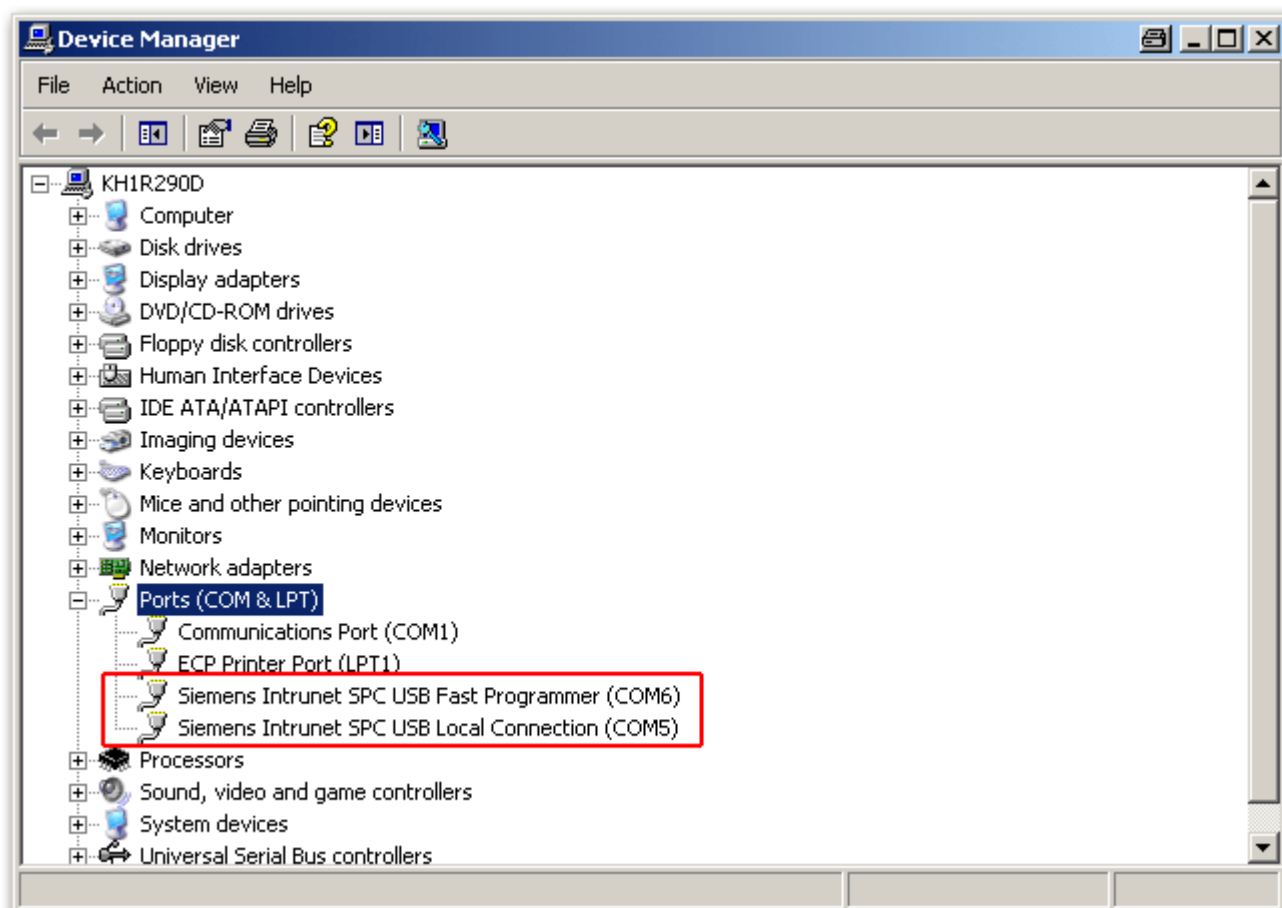 Device Manager
File Action View Help
KH1R290D
Computer
Disk drives
Display adapters
DVD/CD-ROM drives
Floppy disk controllers
Human Interface Devices
IDE ATA/ATAPI controllers
Imaging devices
Keyboards
Mice and other pointing devices
Monitors
Network adapters
Ports (COM & LPT)
Communications Port (COM1)
ECP Printer Port (LPT1)
Siemens Intrunet SPC USB Fast Programmer (COM6)
Siemens Intrunet SPC USB Local Connection (COM5)
Processors
Sound, video and game controllers
System devices
Universal Serial Bus controllers